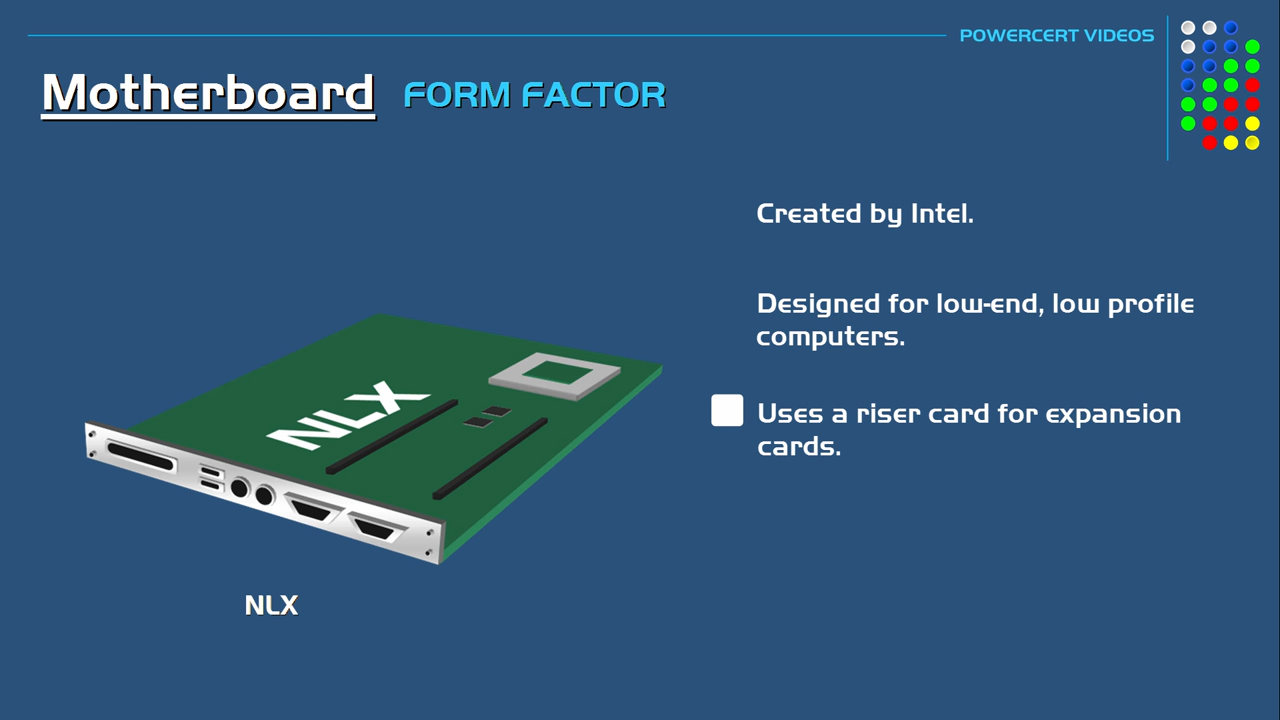 POWERCERT VIDEOS
Motherboard FORM FACTOR
Created by Intel.
Designed for low-end, low profile
computers.
Uses a riser card for expansion
cards.
NLX
NLX